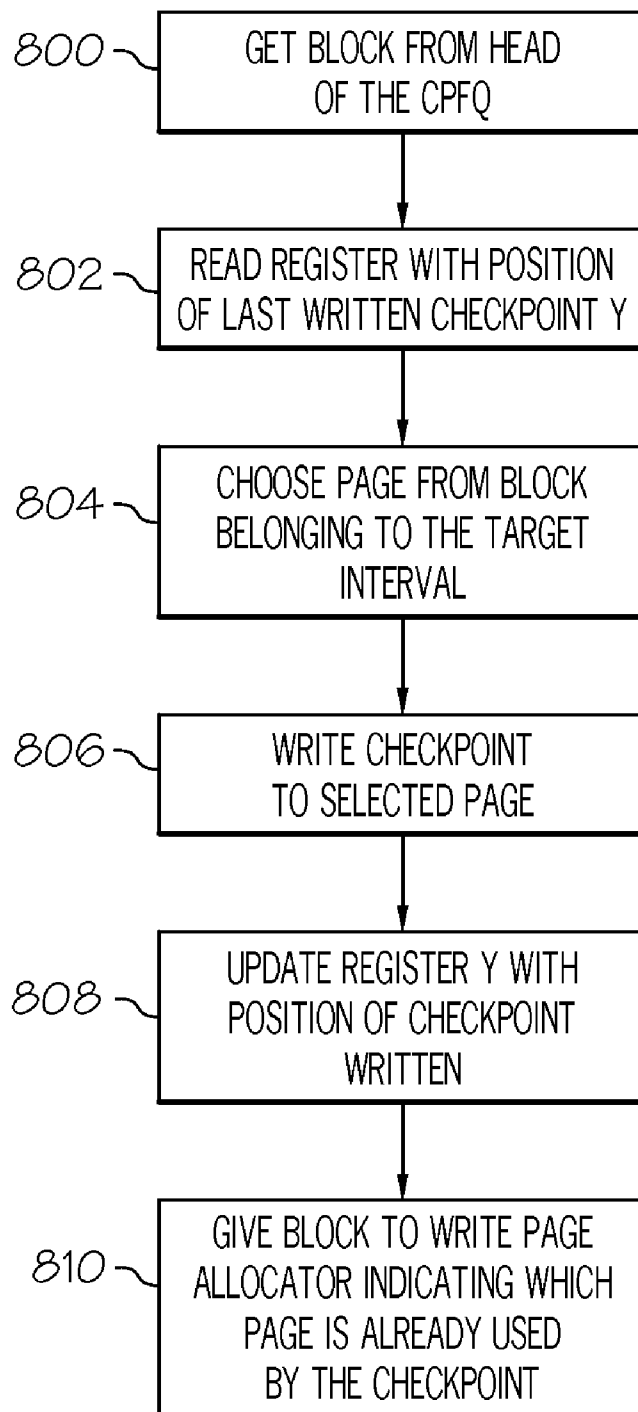 800
GET BLOCK FROM HEAD
OF THE CPFQ
802
READ REGISTER WITH POSITION
OF LAST WRITTEN CHECKPOINT Y
804
CHOOSE PAGE FROM BLOCK
BELONGING TO THE TARGET
INTERVAL
806
WRITE CHECKPOINT
TO SELECTED PAGE
808
UPDATE REGISTER Y WITH
POSITION OF CHECKPOINT
WRITTEN
810
GIVE BLOCK TO WRITE PAGE
ALLOCATOR INDICATING WHICH
PAGE IS ALREADY USED
BY THE CHECKPOINT